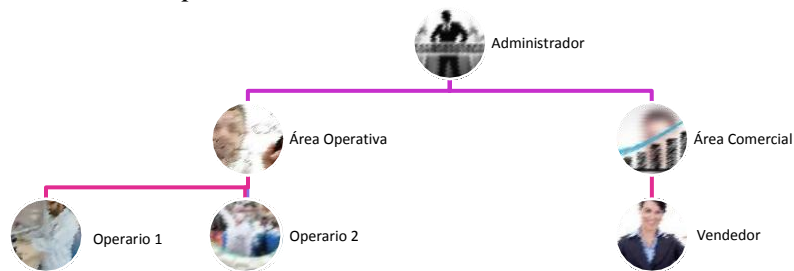 Administrador
Área Operativa
Área Comercial
Operario 1
Operario 2
Vendedor